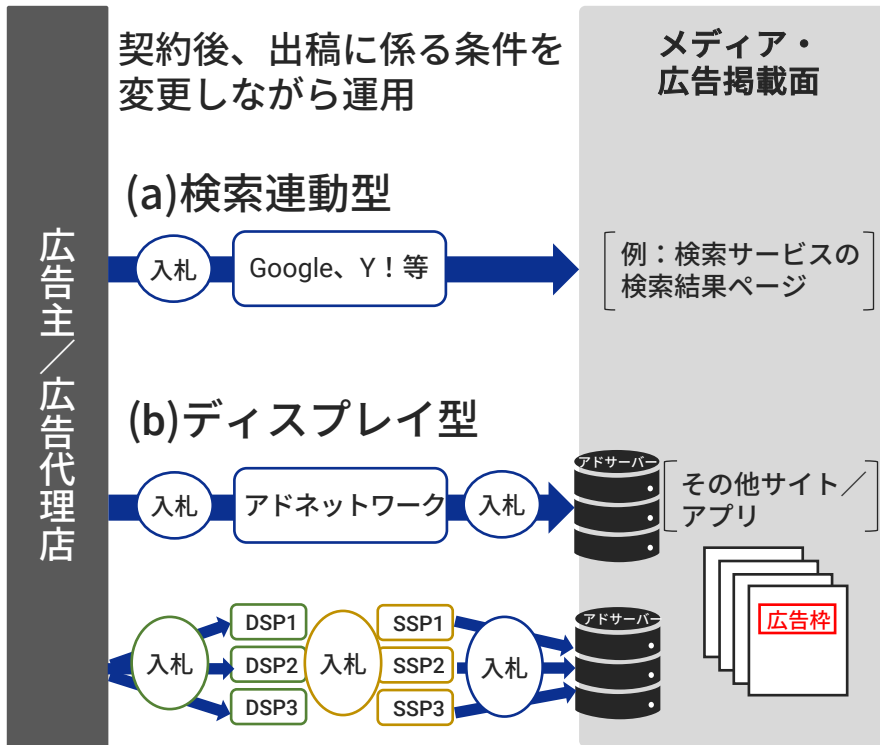 契約後、出稿に係る条件を
変更しながら運用
メディア・
広告掲載面
広告主／広告代理店
(a)検索連動型
入札
Google、Y！等
例：検索サービスの
検索結果ページ
(b)ディスプレイ型
入札
アドネットワーク
入札
アドサーバー
その他サイト／
アプリ
広告枠
入札
DSP1
DSP2
DSP3
入札
SSP1
SSP2
SSP3
入札
アドサーバー